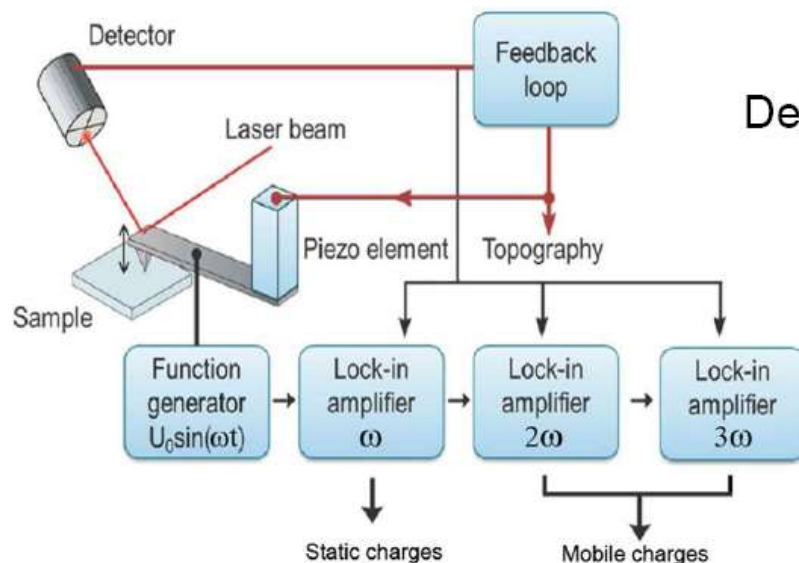 Detector
Feedback
loop
De
Laser beam
Piezo element
Topography
Sample
Function
generator
U₀sin(ωt)
Lock-in
amplifier
ω
Lock-in
amplifier
2ω
Lock-in
amplifier
3ω
Static charges
Mobile charges